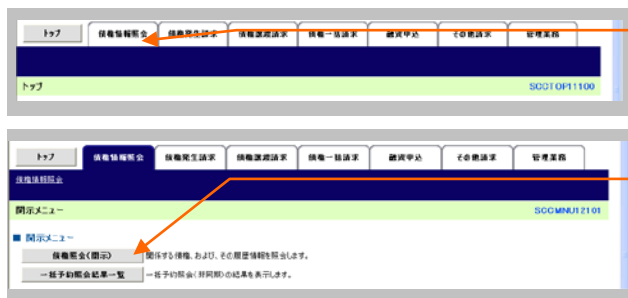 トップ 債権情報照会 債権発生請求 債権譲渡請求 債権一括請求 融資申込 その他請求 管理業務
トップ SCCTOP11100
トップ 債権情報照会 債権発生請求 債権譲渡請求 債権一括請求 融資申込 その他請求 管理業務
債権情報照会
開示メニュー SCCMNU12101
■ 開示メニュー
債権照会(開示) 関係する債権、および、その履歴情報を照会します。
一括予約照会結果一覧 一括予約照会(非同期)の結果を表示します。